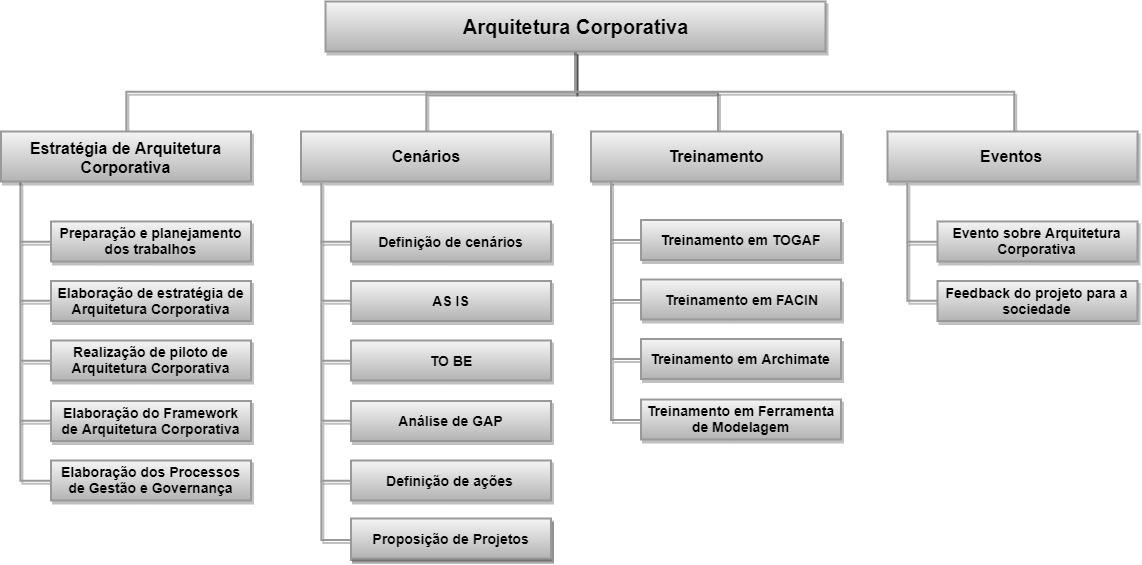 Arquitetura Corporativa
Estratégia de Arquitetura
Corporativa
Preparação e planejamento
dos trabalhos
Elaboração de estratégia de
Arquitetura Corporativa
Realização de piloto de
Arquitetura Corporativa
Elaboração do Framework
de Arquitetura Corporativa
Elaboração dos Processos
de Gestão e Governança
Cenários
Definição de cenários
AS IS
TO BE
Análise de GAP
Definição de ações
Proposição de Projetos
Treinamento
Treinamento em TOGAF
Treinamento em FACIN
Treinamento em Archimate
Treinamento em Ferramenta
de Modelagem
Eventos
Evento sobre Arquitetura
Corporativa
Feedback do projeto para a
sociedade